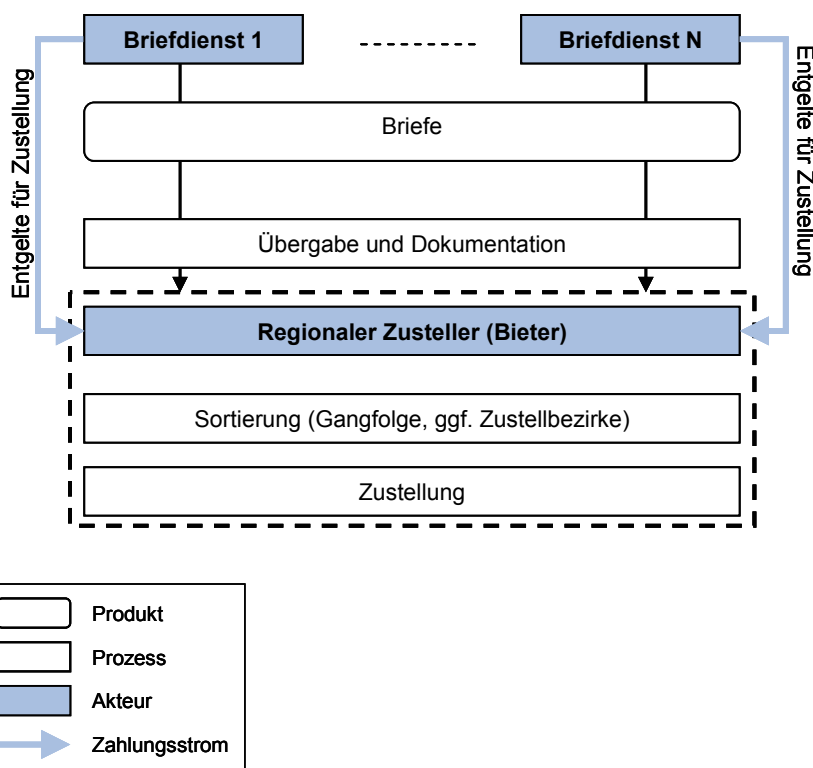 Briefdienst 1
Briefdienst N
Entgelte für Zustellung
Entgelte für Zustellung
Briefe
Übergabe und Dokumentation
Regionaler Zusteller (Bieter)
Sortierung (Gangfolge, ggf. Zustellbezirke)
Zustellung
Produkt
Prozess
Akteur
Zahlungsstrom